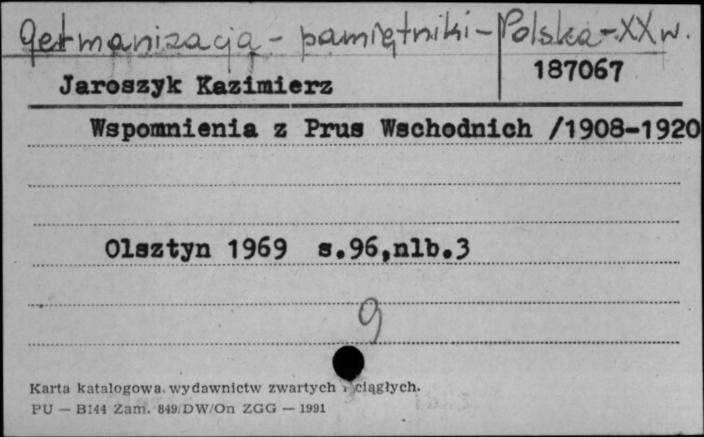 germanizacja - pamiętniki - Polska - XX w.
187067
Jaroszyk Kazimierz
Wspomnienia z Prus Wschodnich /1908-1920
Olsztyn 1969 s.96,nlb.3
9
Karta katalogowa wydawnictw zwartych i ciągłych.
PU — B144 Zam. 849/DW/On ZGG — 1991